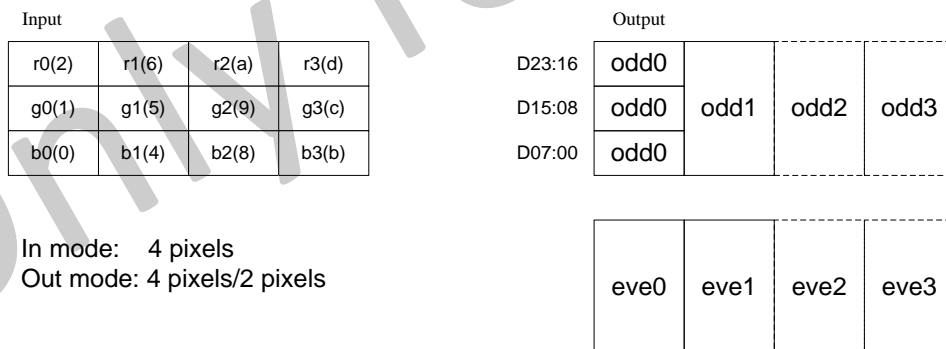 Input
r0(2) r1(6) r2(a) r3(d)
g0(1) g1(5) g2(9) g3(c)
b0(0) b1(4) b2(8) b3(b)
In mode: 4 pixels
Out mode: 4 pixels/2 pixels
Output
D23:16 odd0
D15:08 odd0 odd1 odd2 odd3
D07:00 odd0
eve0 eve1 eve2 eve3
only